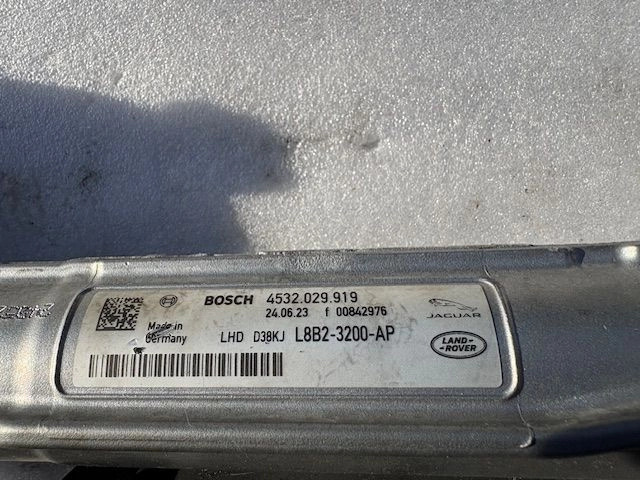 BOSCH 4532.029.919
24.06.23 f 00842976
JAGUAR
Made in
Germany
LHD D38KJ L8B2-3200-AP
LAND-
ROVER